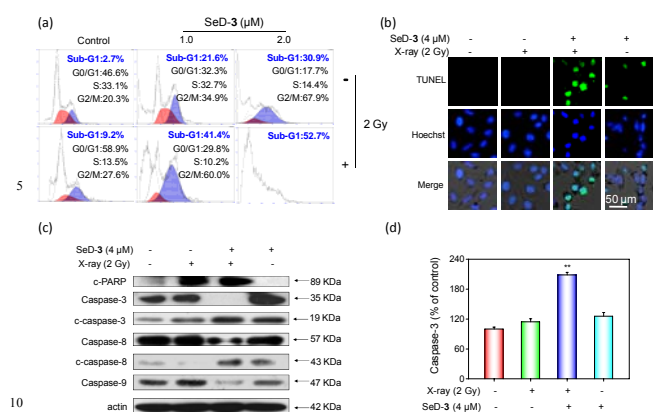 (a)
SeD-3 (μM)
Control
1.0
2.0
Sub-G1:2.7%
G0/G1:46.6%
S:33.1%
G2/M:20.3%
Sub-G1:21.6%
G0/G1:32.3%
S:32.7%
G2/M:34.9%
Sub-G1:30.9%
G0/G1:17.7%
S:14.4%
G2/M:67.9%
-
2 Gy
Sub-G1:9.2%
G0/G1:58.9%
S:13.5%
G2/M:27.6%
Sub-G1:41.4%
G0/G1:29.8%
S:10.2%
G2/M:60.0%
Sub-G1:52.7%
+
5
(b)
SeD-3 (4 μM) - - + +
X-ray (2 Gy) - + + -
TUNEL
Hoechst
Merge
50 μm
(c)
SeD-3 (4 μM) - - + +
X-ray (2 Gy) - + + -
c-PARP 89 KDa
Caspase-3 35 KDa
c-caspase-3 19 KDa
Caspase-8 57 KDa
c-caspase-8 43 KDa
Caspase-9 47 KDa
actin 42 KDa
10
(d)
Caspase-3 (% of control)
240
180
120
60
0
**
X-ray (2 Gy) - + + -
SeD-3 (4 μM) - - + +